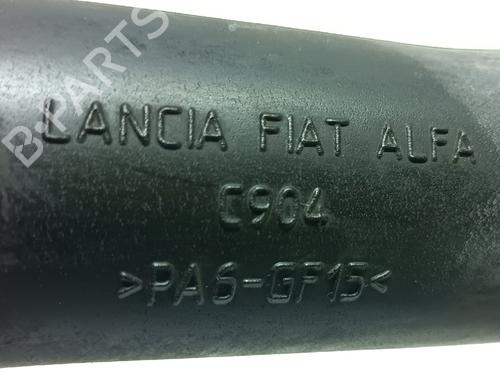 B-PARTS
LANCIA FIAT ALFA
C904
>PA6-GF15<